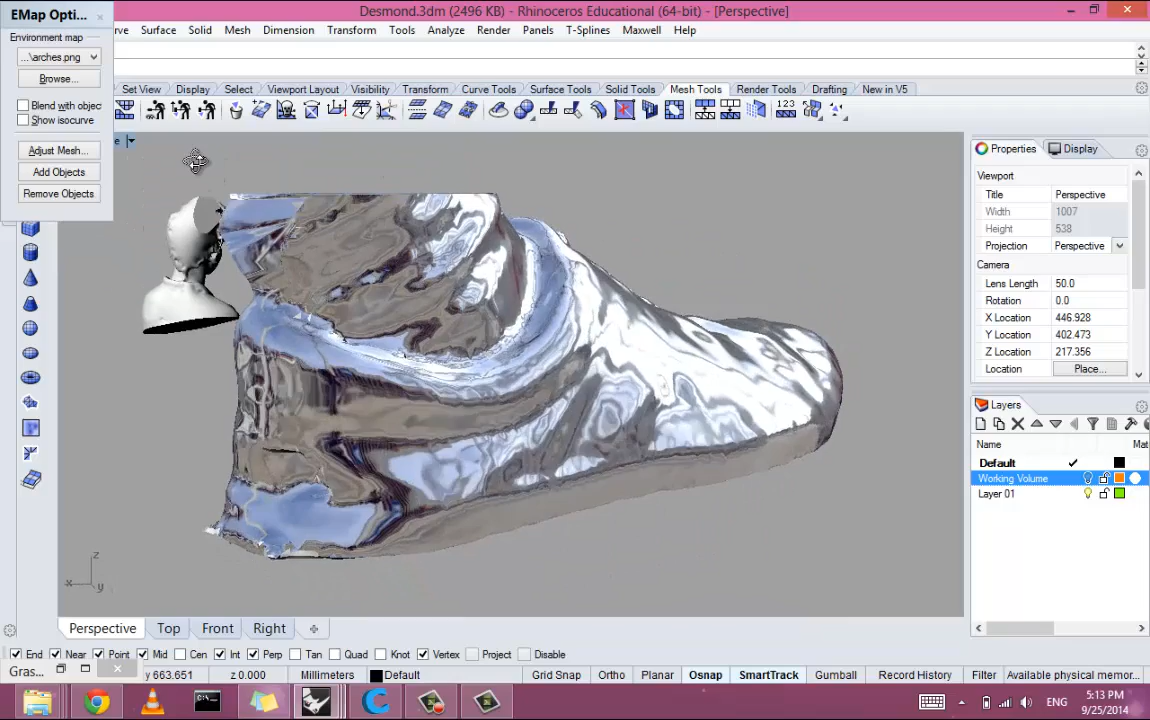 EMap Opti...
Desmond.3dm (2496 KB) - Rhinoceros Educational (64-bit) - [Perspective]
Environment map
Surface Solid Mesh Dimension Transform Tools Analyze Render Panels T-Splines Maxwell Help
...\arches.png
Browse...
Set View Display Select Viewport Layout Visibility Transform Curve Tools Surface Tools Solid Tools Mesh Tools Render Tools Drafting New in V5
Blend with objec
Show isocurve
123
Adjust Mesh...
Add Objects
Remove Objects
Properties Display
Viewport
Title Perspective
Width 1007
Height 538
Projection Perspective
Camera
Lens Length 50.0
Rotation 0.0
X Location 446.928
Y Location 402.473
Z Location 217.356
Location Place...
Layers
Name Mat
Default
Working Volume
Layer 01
z
x y
Perspective Top Front Right
End Near Point Mid Cen Int Perp Tan Quad Knot Vertex Project Disable
Gras...
y 663.651 z 0.000 Millimeters Default Grid Snap Ortho Planar Osnap SmartTrack Gumball Record History Filter Available physical memor...
ENG
5:13 PM
9/25/2014